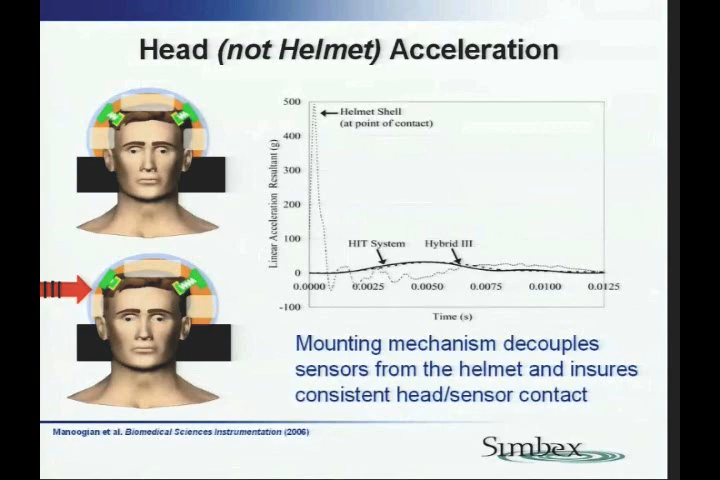 Head (not Helmet) Acceleration
500
Helmet Shell
(at point of contact)
400
300
200
100
HIT System
Hybrid III
0
0.0000
0.0025
0.0050
0.0075
0.0100
0.0125
-100
Linear Acceleration Resultant (g)
Time (s)
Mounting mechanism decouples
sensors from the helmet and insures
consistent head/sensor contact
Manoogian et al. Biomedical Sciences Instrumentation (2006)
Simbex